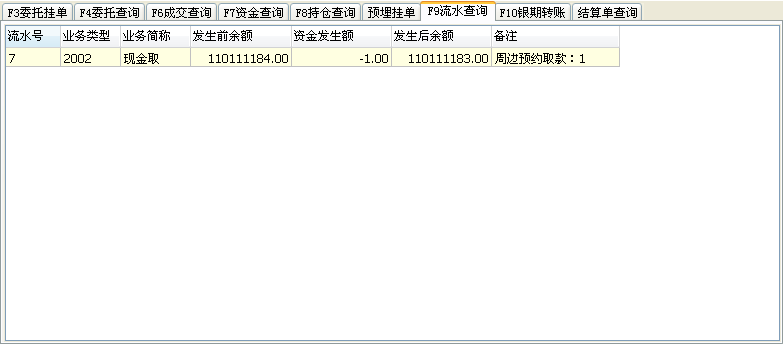 F3委托挂单 F4委托查询 F6成交查询 F7资金查询 F8持仓查询 预埋挂单 F9流水查询 F10银期转账 结算单查询
流水号 业务类型 业务简称 发生前余额 资金发生额 发生后余额 备注
7 2002 现金取 110111184.00 -1.00 110111183.00 周边预约取款：1